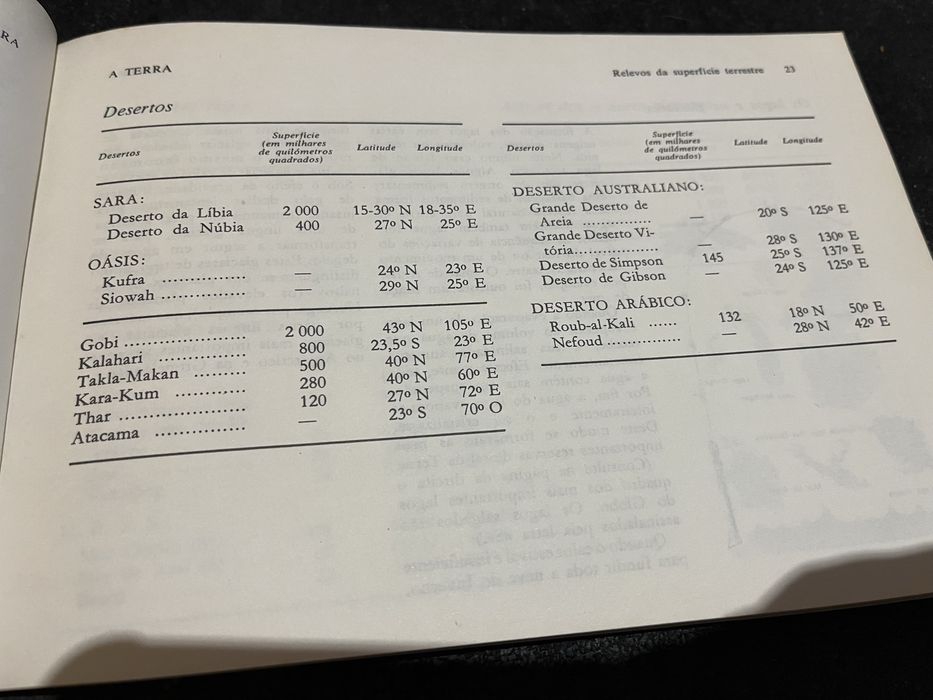 RA
A TERRA
Relevos da superfície terrestre 23
Desertos
Desertos Superfície (em milhares de quilómetros quadrados) Latitude Longitude
SARA:
Deserto da Líbia 2 000 15-30º N 18-35º E
Deserto da Núbia 400 27º N 25º E
OÁSIS:
Kufra ............... — 24º N 23º E
Siowah ............... — 29º N 25º E
Gobi ..................... 2 000 43º N 105º E
Kalahari ............... 800 23,5º S 23º E
Takla-Makan ......... 500 40º N 77º E
Kara-Kum ............ 280 40º N 60º E
Thar ..................... 120 27º N 72º E
Atacama ............... — 23º S 70º O
Desertos Superfície (em milhares de quilómetros quadrados) Latitude Longitude
DESERTO AUSTRALIANO:
Grande Deserto de
Areia ............... — 20º S 125º E
Grande Deserto Vi-
tória.................. — 28º S 130º E
Deserto de Simpson 145 25º S 137º E
Deserto de Gibson — 24º S 125º E
DESERTO ARÁBICO:
Roub-al-Kali ...... 132 18º N 50º E
Nefoud ............... — 28º N 42º E